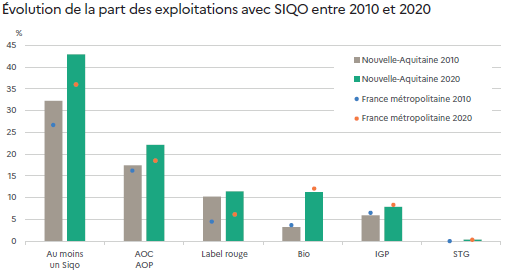 Évolution de la part des exploitations avec SIQO entre 2010 et 2020
%
45
40
35
30
25
20
15
10
5
0
Nouvelle-Aquitaine 2010
Nouvelle-Aquitaine 2020
France métropolitaine 2010
France métropolitaine 2020
Au moins
un Siqo
AOC
AOP
Label rouge
Bio
IGP
STG